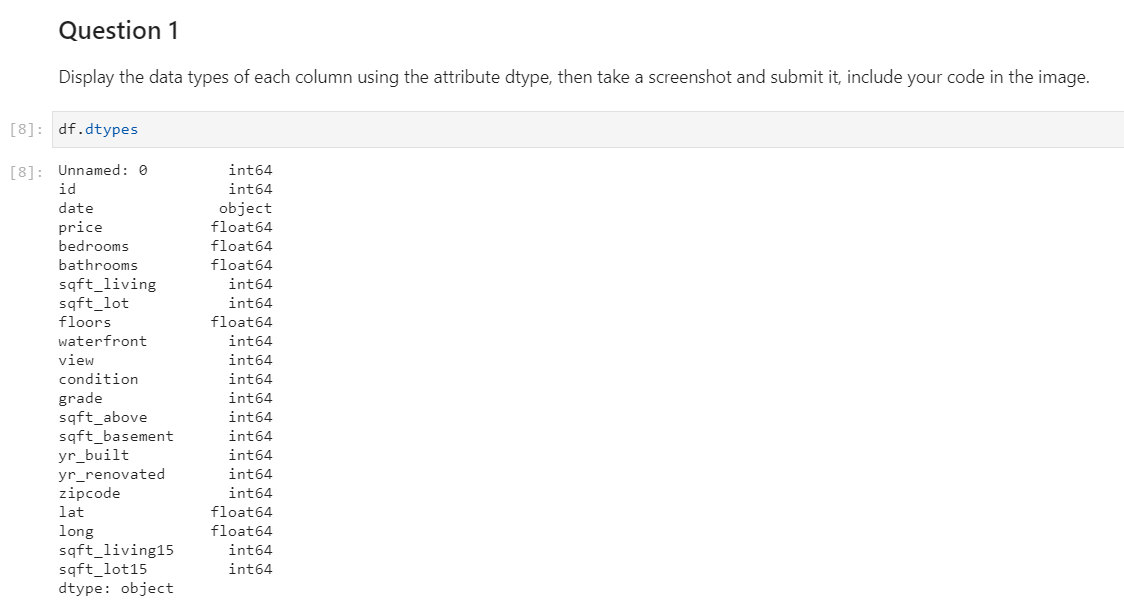 Question 1
Display the data types of each column using the attribute dtype, then take a screenshot and submit it, include your code in the image.
[8]: df.dtypes
[8]: Unnamed: 0 int64
id int64
date object
price float64
bedrooms float64
bathrooms float64
sqft_living int64
sqft_lot int64
floors float64
waterfront int64
view int64
condition int64
grade int64
sqft_above int64
sqft_basement int64
yr_built int64
yr_renovated int64
zipcode int64
lat float64
long float64
sqft_living15 int64
sqft_lot15 int64
dtype: object